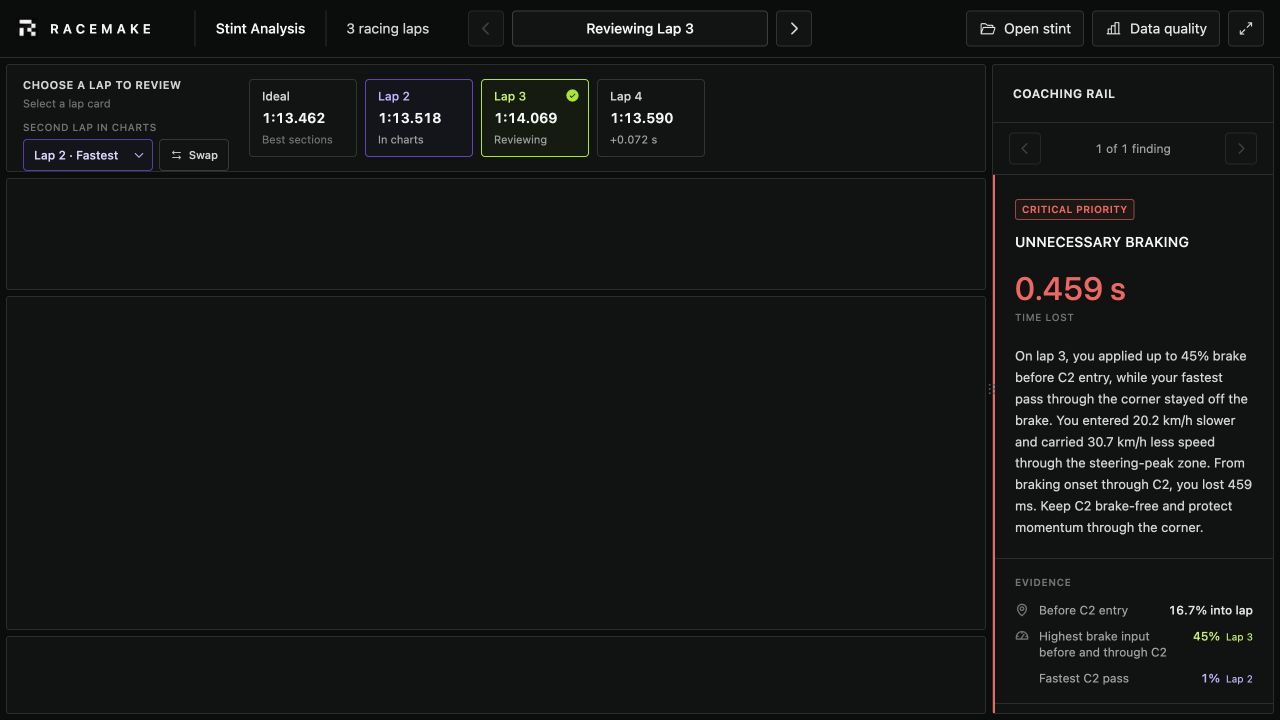 RACEMAKE
Stint Analysis
3 racing laps
Reviewing Lap 3
Open stint
Data quality
CHOOSE A LAP TO REVIEW
Select a lap card
SECOND LAP IN CHARTS
Lap 2 · Fastest
Swap
Ideal
1:13.462
Best sections
Lap 2
1:13.518
In charts
Lap 3
1:14.069
Reviewing
Lap 4
1:13.590
+0.072 s
COACHING RAIL
1 of 1 finding
CRITICAL PRIORITY
UNNECESSARY BRAKING
0.459 s
TIME LOST
On lap 3, you applied up to 45% brake
before C2 entry, while your fastest
pass through the corner stayed off the
brake. You entered 20.2 km/h slower
and carried 30.7 km/h less speed
through the steering-peak zone. From
braking onset through C2, you lost 459
ms. Keep C2 brake-free and protect
momentum through the corner.
EVIDENCE
Before C2 entry 16.7% into lap
Highest brake input 45% Lap 3
before and through C2
Fastest C2 pass 1% Lap 2